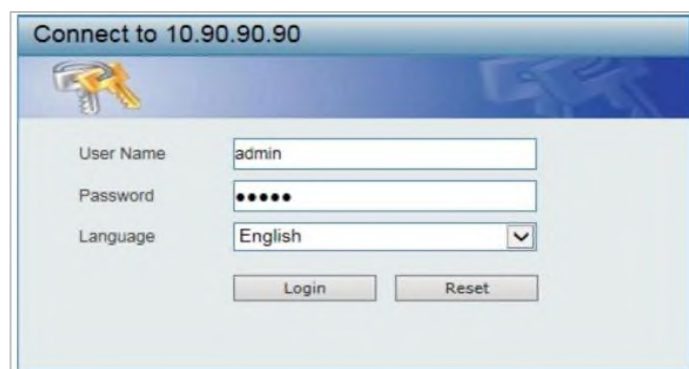 Connect to 10.90.90.90
User Name admin
Password •••••
Language English
Login Reset